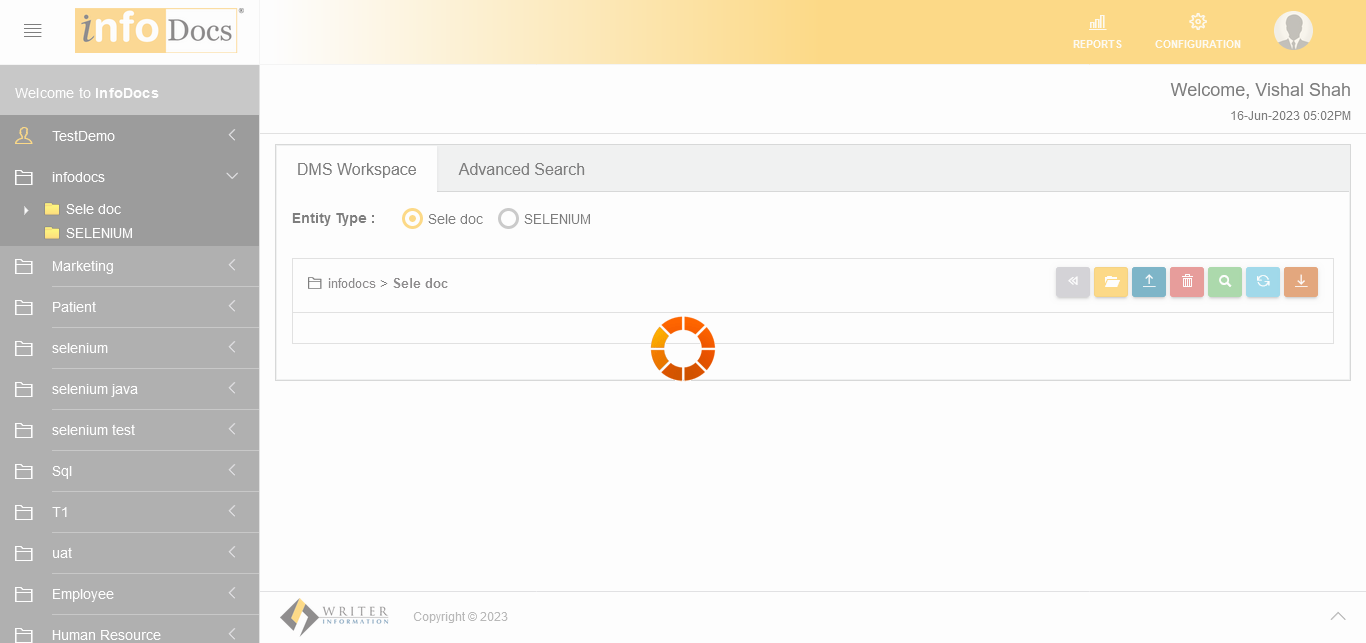 info Docs ®
REPORTS
CONFIGURATION
Welcome to InfoDocs
Welcome, Vishal Shah
16-Jun-2023 05:02PM
TestDemo
infodocs
Sele doc
SELENIUM
Marketing
Patient
selenium
selenium java
selenium test
Sql
T1
uat
Employee
Human Resource
DMS Workspace
Advanced Search
Entity Type :
Sele doc
SELENIUM
infodocs > Sele doc
WRITER
INFORMATION
Copyright © 2023